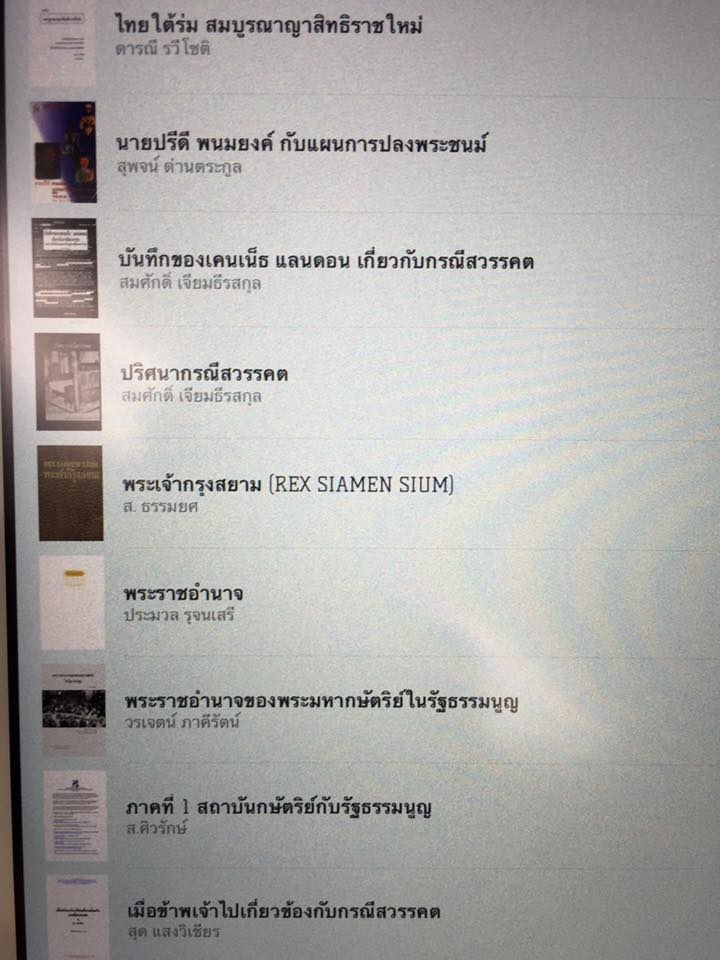 ไทยใต้ร่ม สมบูรณาญาสิทธิราชใหม่
ดารณี รวีโชติ
นายปรีดี พนมยงค์ กับแผนการปลงพระชนม์
สุพจน์ ด่านตระกูล
บันทึกของเคนเน็ธ แลนดอน เกี่ยวกับกรณีสวรรคต
สมศักดิ์ เจียมธีรสกุล
ปริศนากรณีสวรรคต
สมศักดิ์ เจียมธีรสกุล
พระเจ้ากรุงสยาม (REX SIAMEN SIUM)
ส. ธรรมยศ
พระราชอำนาจ
ประมวล รุจนเสรี
พระราชอำนาจของพระมหากษัตริย์ในรัฐธรรมนูญ
วรเจตน์ ภาคีรัตน์
ภาคที่ 1 สถาบันกษัตริย์กับรัฐธรรมนูญ
ส.ศิวรักษ์
เมื่อข้าพเจ้าไปเกี่ยวข้องกับกรณีสวรรคต
สุด แสงวิเชียร